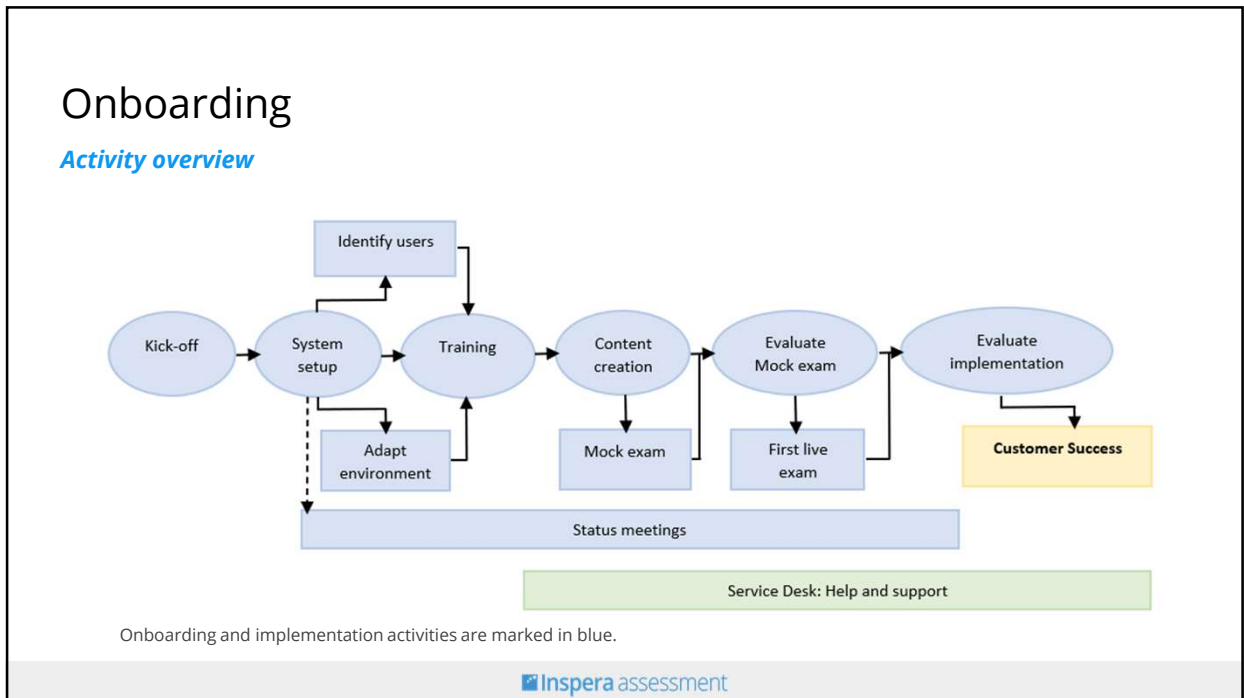 Onboarding
Activity overview
Identify users
Kick-off
System
setup
Training
Content
creation
Evaluate
Mock exam
Evaluate
implementation
Adapt
environment
Mock exam
First live
exam
Customer Success
Status meetings
Service Desk: Help and support
Onboarding and implementation activities are marked in blue.
Inspera assessment